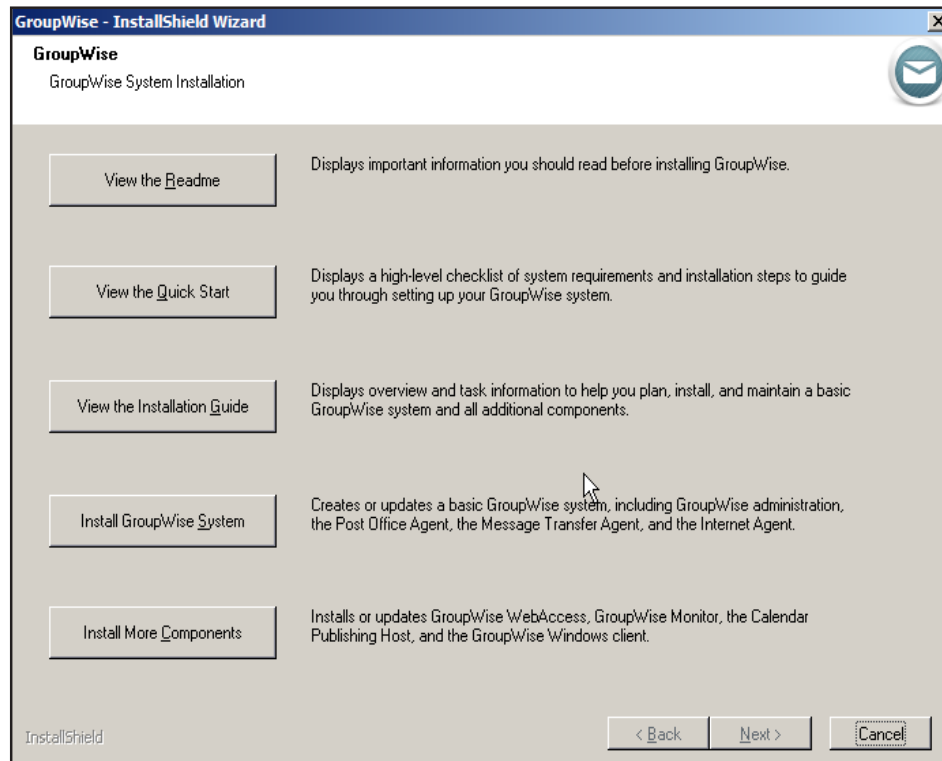 GroupWise - InstallShield Wizard
GroupWise
GroupWise System Installation
View the Readme
Displays important information you should read before installing GroupWise.
View the Quick Start
Displays a high-level checklist of system requirements and installation steps to guide
you through setting up your GroupWise system.
View the Installation Guide
Displays overview and task information to help you plan, install, and maintain a basic
GroupWise system and all additional components.
Install GroupWise System
Creates or updates a basic GroupWise system, including GroupWise administration,
the Post Office Agent, the Message Transfer Agent, and the Internet Agent.
Install More Components
Installs or updates GroupWise WebAccess, GroupWise Monitor, the Calendar
Publishing Host, and the GroupWise Windows client.
InstallShield
< Back
Next >
Cancel